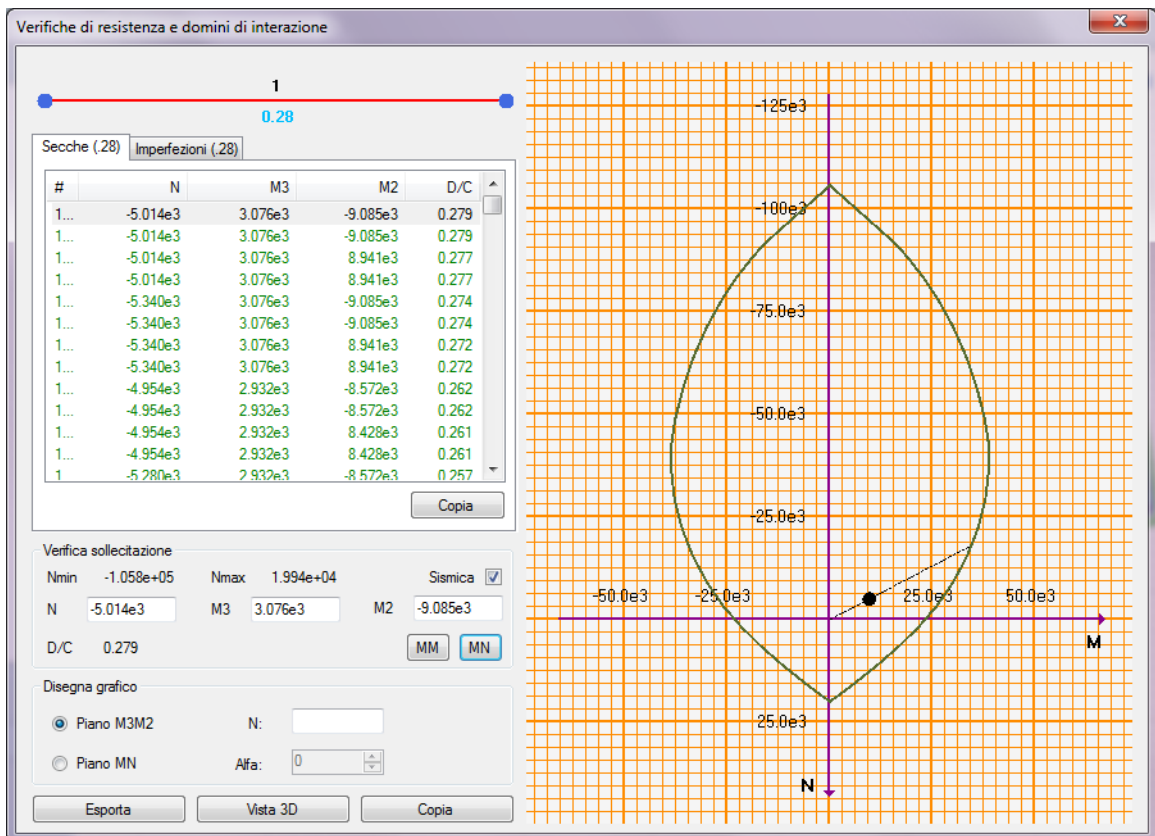 Verifiche di resistenza e domini di interazione
x
1
0.28
Secche (.28) Imperfezioni (.28)
# N M3 M2 D/C
1... -5.014e3 3.076e3 -9.085e3 0.279
1... -5.014e3 3.076e3 -9.085e3 0.279
1... -5.014e3 3.076e3 8.941e3 0.277
1... -5.014e3 3.076e3 8.941e3 0.277
1... -5.340e3 3.076e3 -9.085e3 0.274
1... -5.340e3 3.076e3 -9.085e3 0.274
1... -5.340e3 3.076e3 8.941e3 0.272
1... -5.340e3 3.076e3 8.941e3 0.272
1... -4.954e3 2.932e3 -8.572e3 0.262
1... -4.954e3 2.932e3 -8.572e3 0.262
1... -4.954e3 2.932e3 8.428e3 0.261
1... -4.954e3 2.932e3 8.428e3 0.261
1 -5.280e3 2.932e3 -8.572e3 0.257
Copia
Verifica sollecitazione
Nmin -1.058e+05 Nmax 1.994e+04 Sismica
N -5.014e3 M3 3.076e3 M2 -9.085e3
D/C 0.279 MM MN
Disegna grafico
Piano M3M2 N:
Piano MN Alfa: 0
Esporta Vista 3D Copia
-125e3
-100e3
-75.0e3
-50.0e3
-25.0e3
-50.0e3 -25.0e3 25.0e3 50.0e3
M
25.0e3
N